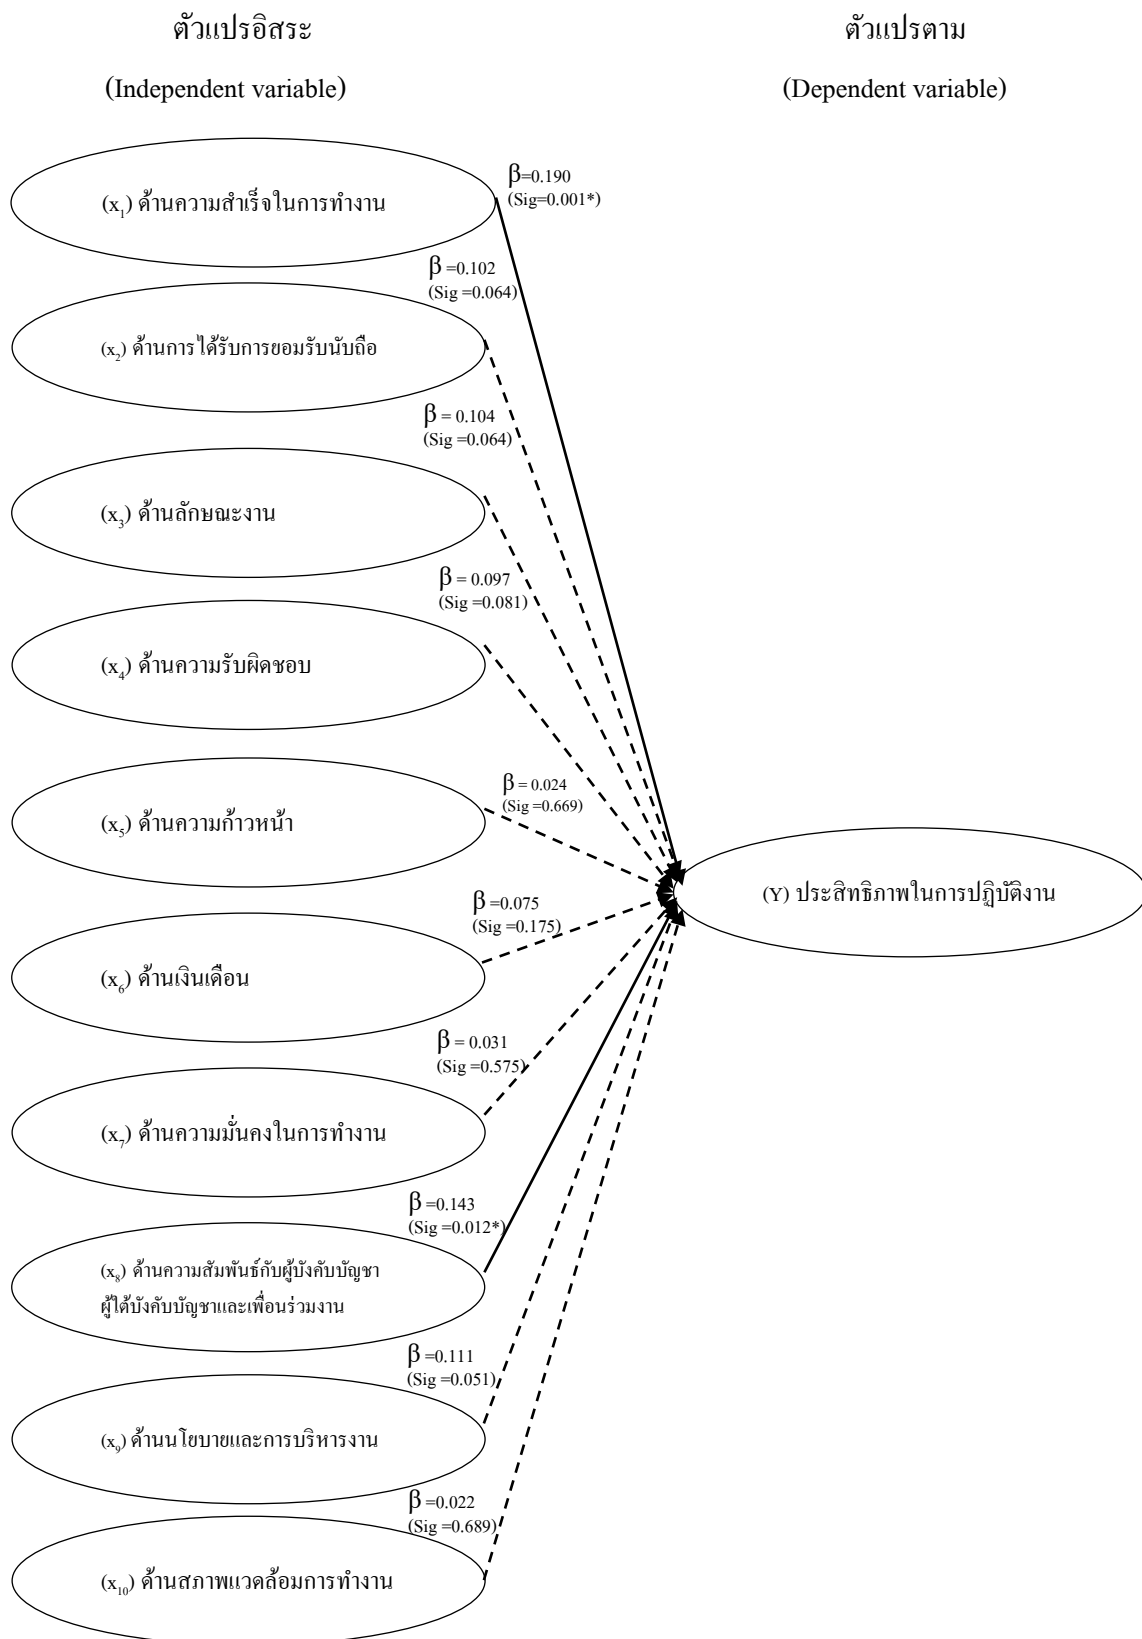 ตัวแปรอิสระ
ตัวแปรตาม
(Independent variable)
(Dependent variable)
β=0.190
(Sig=0.001*)
(x₁) ด้านความสำเร็จในการทำงาน
β =0.102
(Sig =0.064)
(x₂) ด้านการได้รับการยอมรับนับถือ
β = 0.104
(Sig =0.064)
(x₃) ด้านลักษณะงาน
β = 0.097
(Sig =0.081)
(x₄) ด้านความรับผิดชอบ
β = 0.024
(Sig =0.669)
(x₅) ด้านความก้าวหน้า
(Y) ประสิทธิภาพในการปฏิบัติงาน
β =0.075
(Sig =0.175)
(x₆) ด้านเงินเดือน
β = 0.031
(Sig =0.575)
(x₇) ด้านความมั่นคงในการทำงาน
β =0.143
(Sig =0.012*)
(x₈) ด้านความสัมพันธ์กับผู้บังคับบัญชา
ผู้ใต้บังคับบัญชาและเพื่อนร่วมงาน
β =0.111
(Sig =0.051)
(x₉) ด้านนโยบายและการบริหารงาน
β =0.022
(Sig =0.689)
(x₁₀) ด้านสภาพแวดล้อมการทำงาน